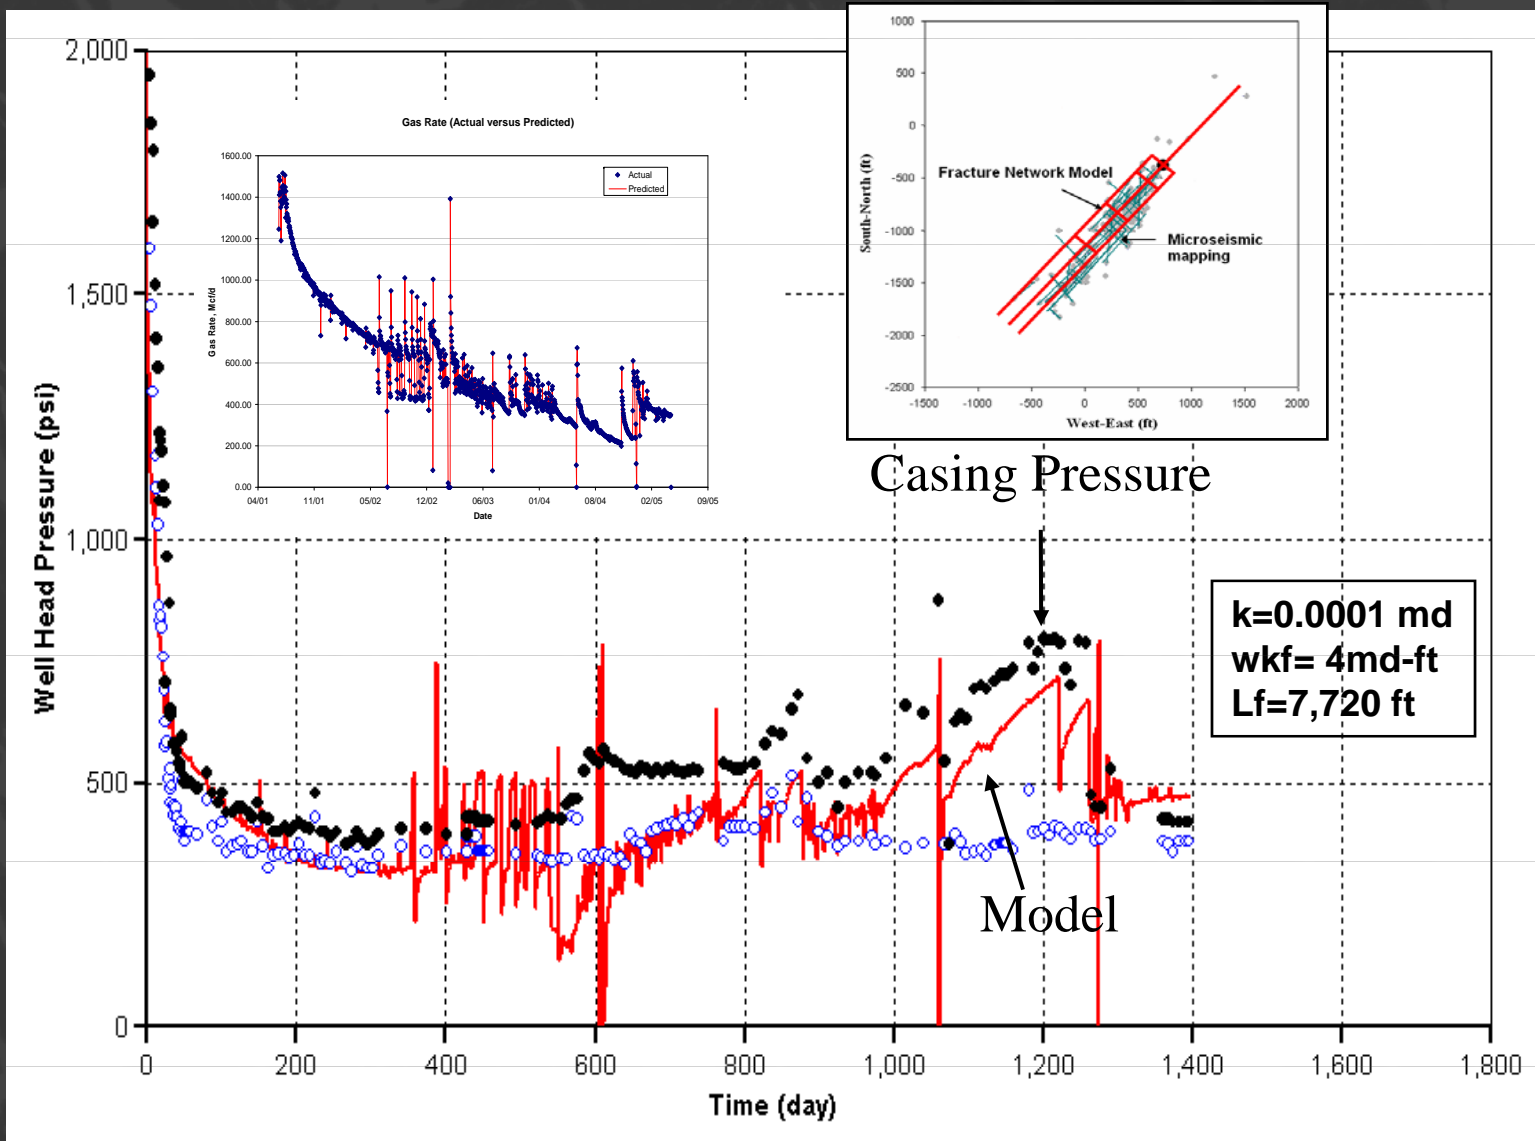 2,000
1,500
1,000
500
0
Well Head Pressure (psi)
0
200
400
600
800
1,000
1,200
1,400
1,600
1,800
Time (day)
Gas Rate (Actual versus Predicted)
1600.00
1400.00
1200.00
1000.00
800.00
600.00
400.00
200.00
0.00
Gas Rate, Mcf/d
Actual
Predicted
04/01
11/01
05/02
12/02
06/03
01/04
08/04
02/05
09/05
Date
1000
500
0
-500
-1000
-1500
-2000
-2500
South-North (ft)
Fracture Network Model
Microseismic
mapping
-1500
-1000
-500
0
500
1000
1500
2000
West-East (ft)
Casing Pressure
k=0.0001 md
wkf= 4md-ft
Lf=7,720 ft
Model